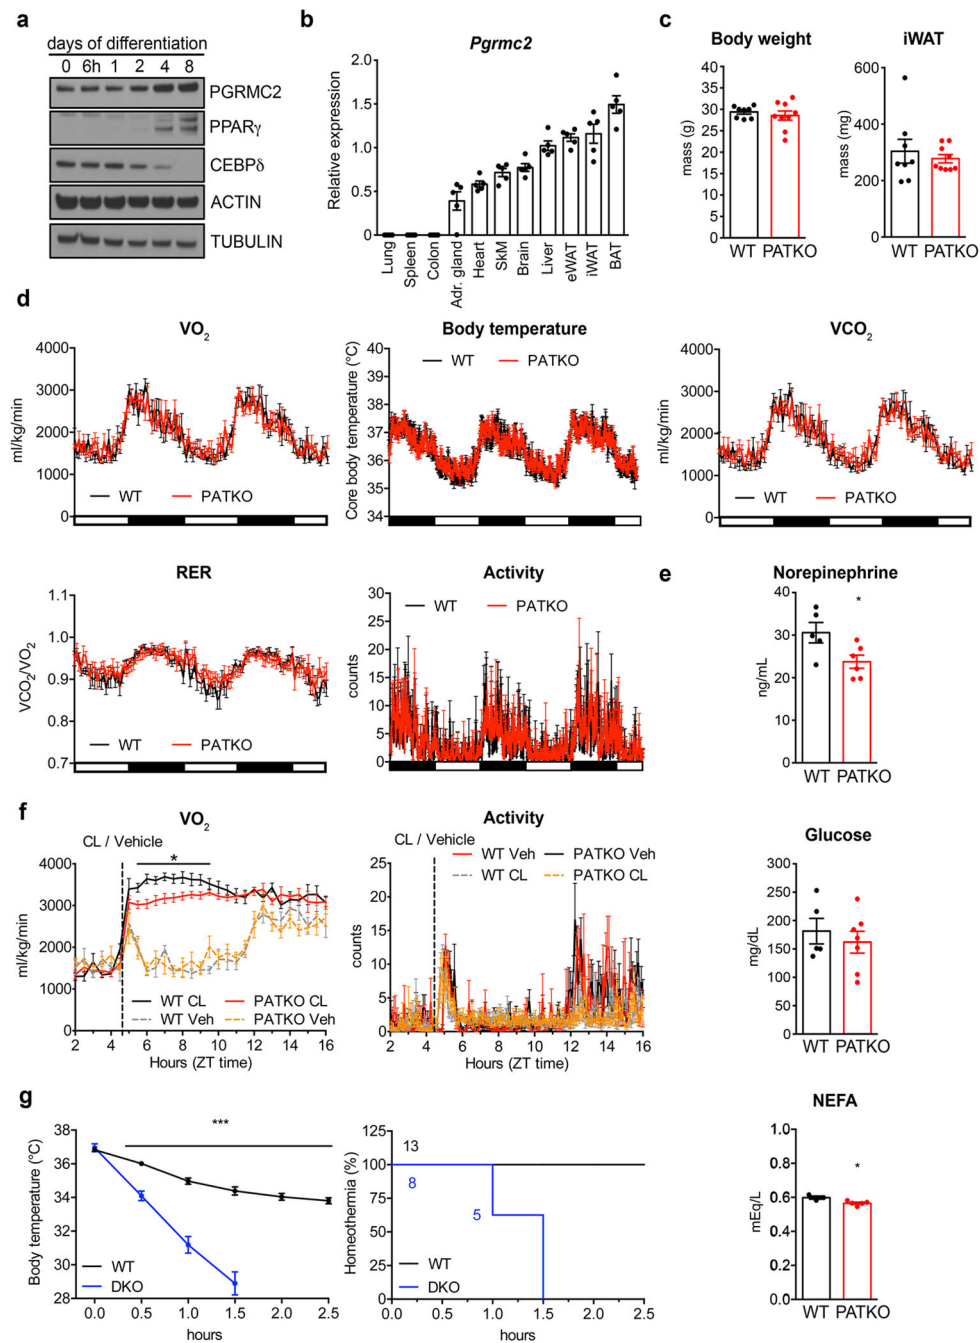 a
days of differentiation
0 6h 1 2 4 8
PGRMC2
PPARγ
CEBPδ
ACTIN
TUBULIN
b
Pgrmc2
Relative expression
2.0
1.5
1.0
0.5
0.0
Lung
Spleen
Colon
Adr. gland
Heart
SkM
Brain
Liver
eWAT
iWAT
BAT
c
Body weight
mass (g)
40
35
30
25
20
15
10
5
0
WT PATKO
iWAT
mass (mg)
600
400
200
0
WT PATKO
d
VO2
ml/kg/min
4000
3000
2000
1000
0
WT PATKO
Body temperature
Core body temperature (°C)
40
39
38
37
36
35
34
WT PATKO
VCO2
ml/kg/min
4000
3000
2000
1000
0
WT PATKO
RER
VCO2/VO2
1.1
1.0
0.9
0.8
0.7
WT PATKO
Activity
counts
30
25
20
15
10
5
0
WT PATKO
e
Norepinephrine
ng/mL
40
30
20
10
0
*
WT PATKO
f
VO2
CL / Vehicle
*
ml/kg/min
4000
3000
2000
1000
0
WT CL PATKO CL
WT Veh PATKO Veh
2 4 6 8 10 12 14 16
Hours (ZT time)
Activity
CL / Vehicle
WT Veh PATKO Veh
WT CL PATKO CL
counts
25
20
15
10
5
0
2 4 6 8 10 12 14 16
Hours (ZT time)
Glucose
mg/dL
300
250
200
150
100
50
0
WT PATKO
g
***
Body temperature (°C)
38
36
34
32
30
28
WT
DKO
0.0 0.5 1.0 1.5 2.0 2.5
hours
Homeothermia (%)
125
100
75
50
25
0
13
8
5
WT
DKO
0.0 0.5 1.0 1.5 2.0 2.5
hours
NEFA
mEq/L
1.0
0.8
0.6
0.4
0.2
0.0
*
WT PATKO